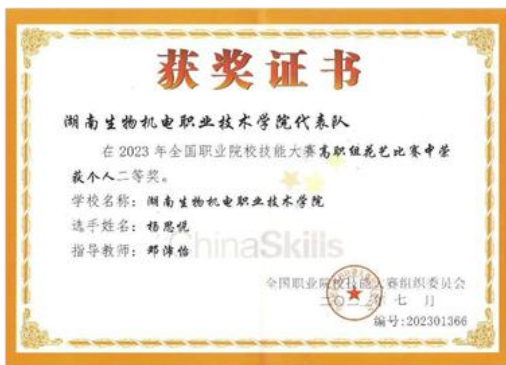 获奖证书
湖南生物机电职业技术学院代表队
在 2023 年全国职业院校技能大赛高职组花艺比赛中荣
获个人二等奖。
学校名称：湖南生物机电职业技术学院
选手姓名：杨思悦
指导教师：邓沛怡
ChinaSkills
全国职业院校技能大赛组织委员会
二〇二三年七月
编号:202301366